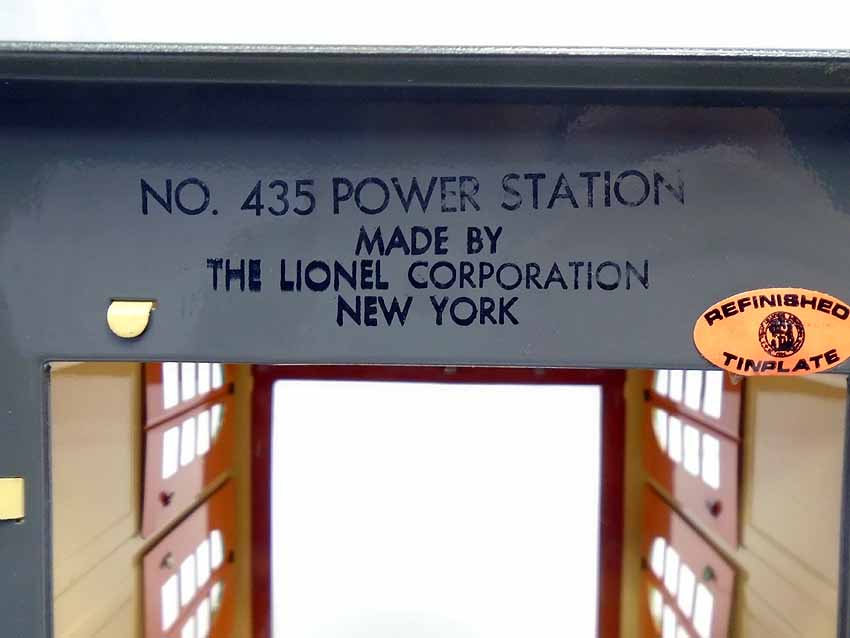 NO. 435 POWER STATION
MADE BY
THE LIONEL CORPORATION
NEW YORK
REFINISHED
TINPLATE